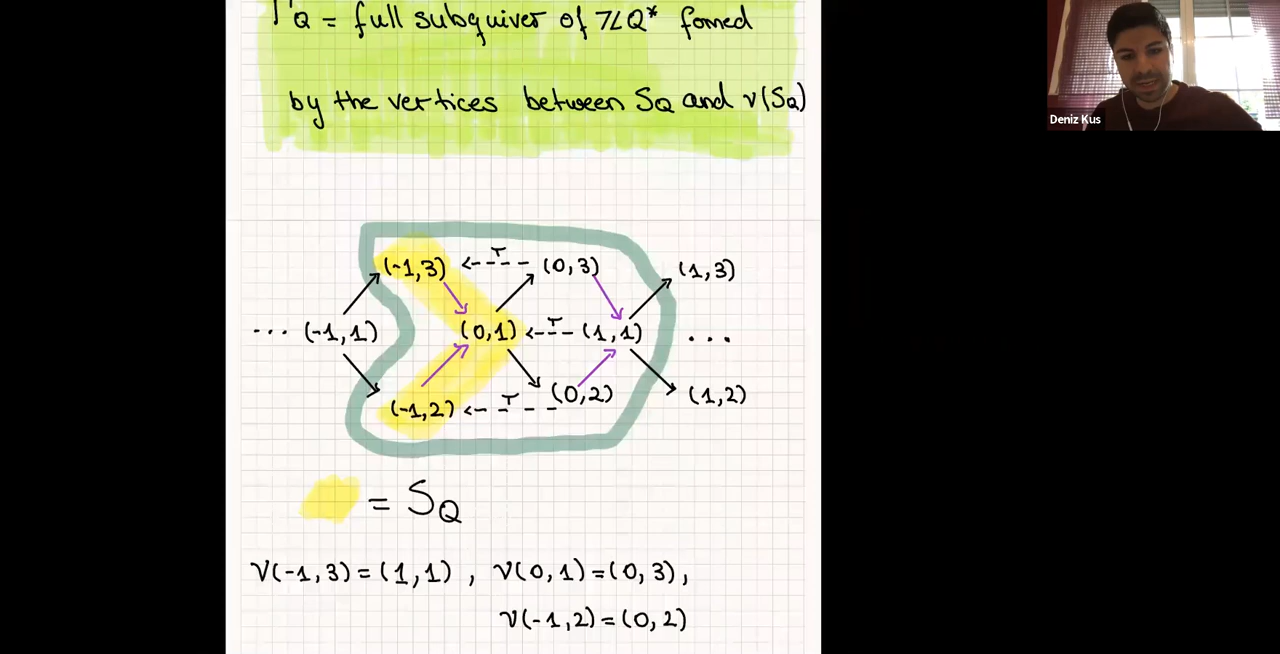 Γ_Q = full subquiver of ℤQ* fomed
by the vertices between S_Q and ν(S_Q)
Deniz Kus
(-1,3) τ (0,3) (1,3)
... (-1,1) (0,1) τ (1,1) ...
(-1,2) τ (0,2) (1,2)
= S_Q
ν(-1,3)=(1,1), ν(0,1)=(0,3),
ν(-1,2)=(0,2)